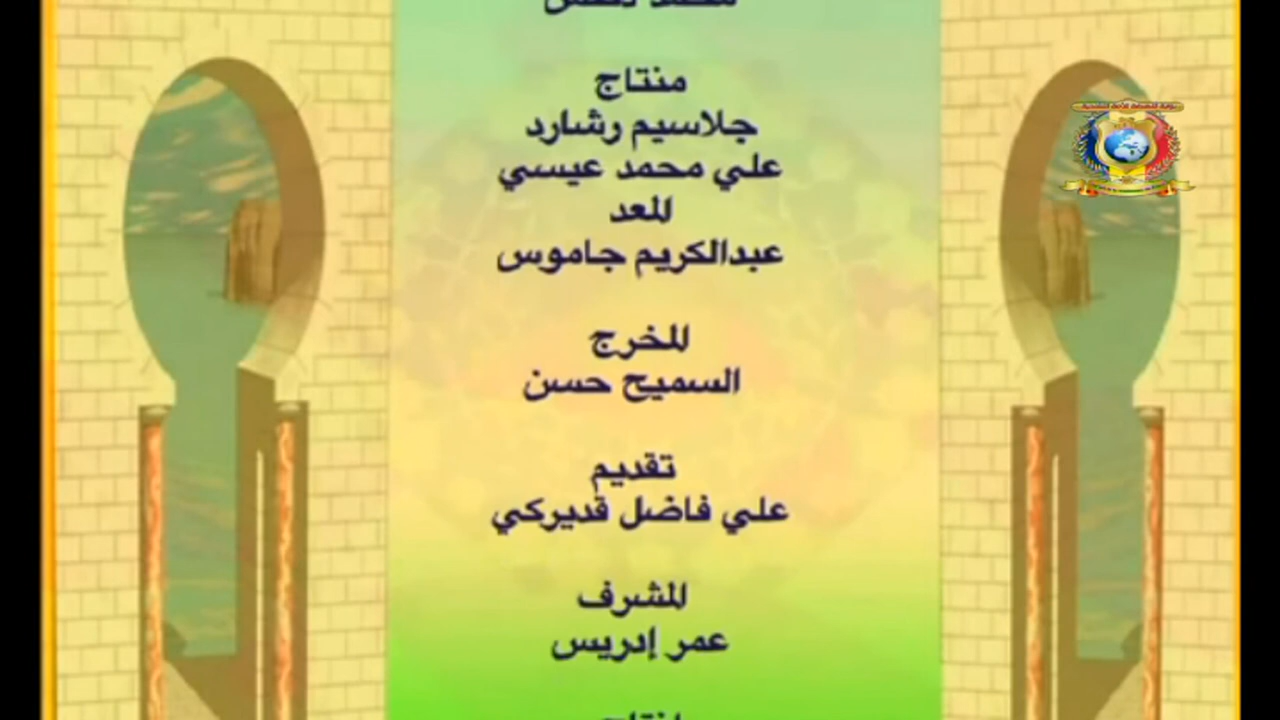 منتاج
جلاسيم رشارد
علي محمد عيسي
المعد
عبدالكريم جاموس
المخرج
السميح حسن
تقديم
علي فاضل قديركي
المشرف
عمر إدريس